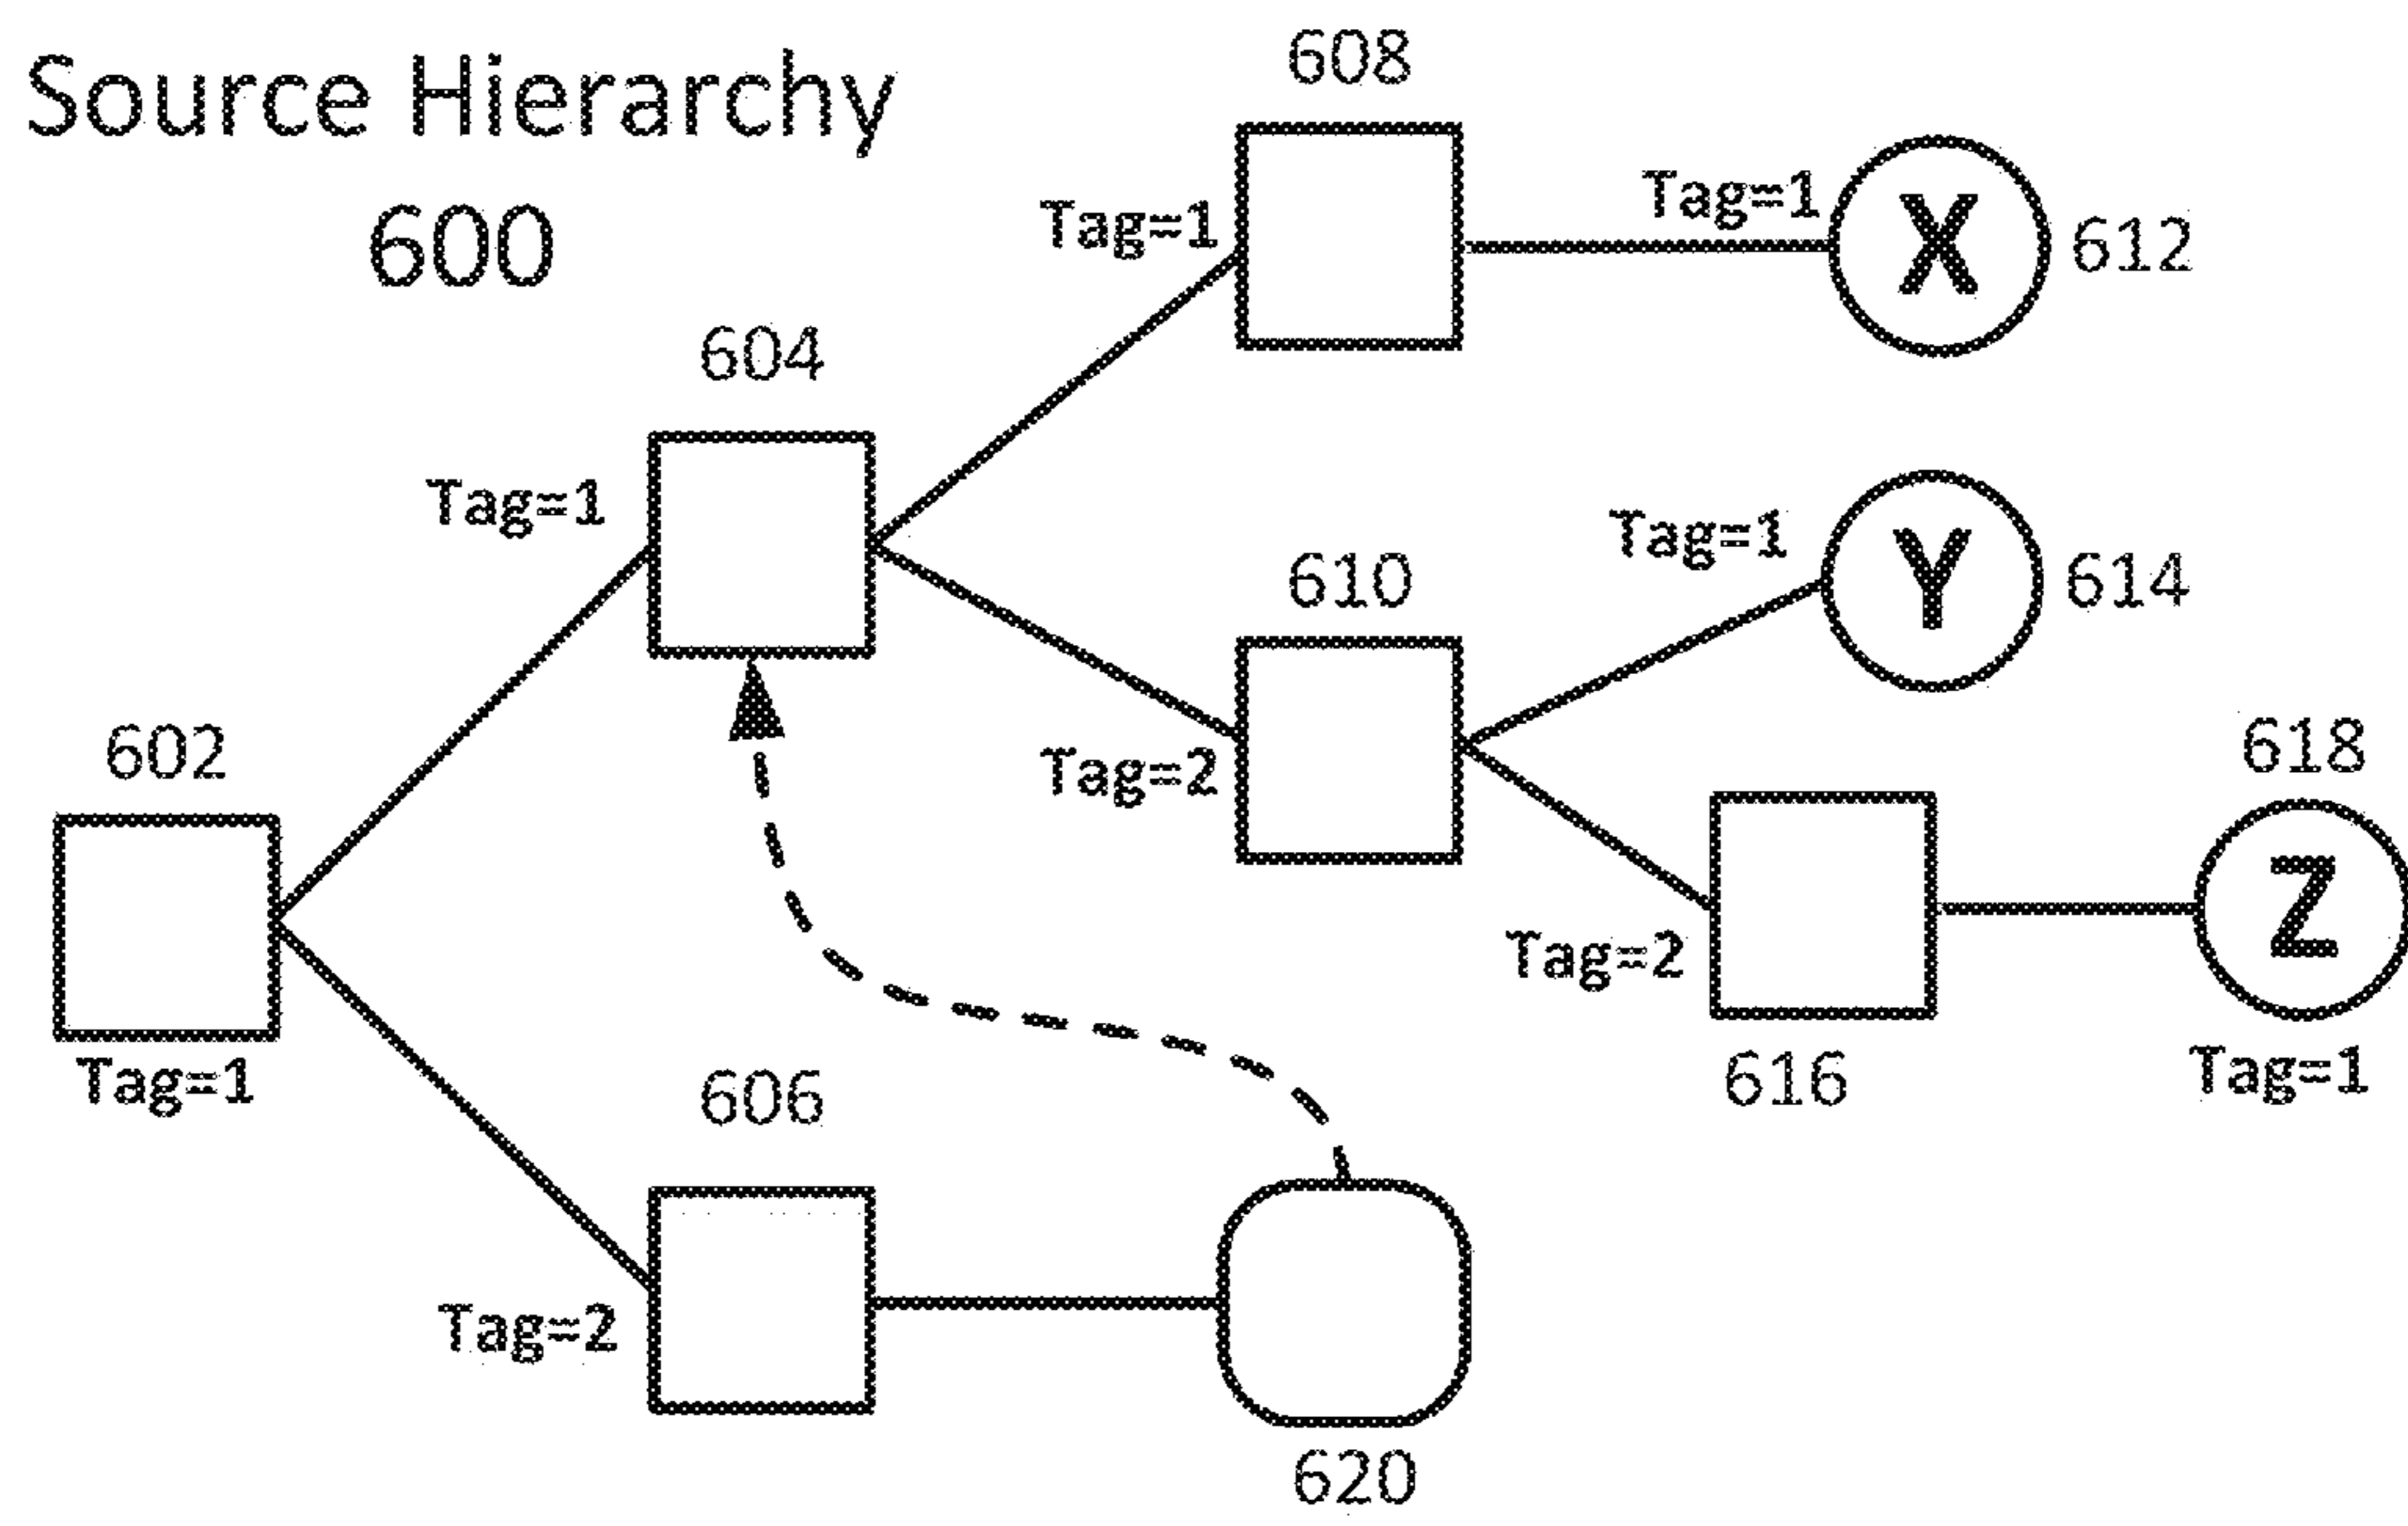 Source Hierarchy
600
608
Tag=1
Tag=1
X
612
604
Tag=1
Tag=1
Y
614
610
Tag=2
602
Tag=1
618
Z
Tag=1
Tag=2
616
606
Tag=2
620